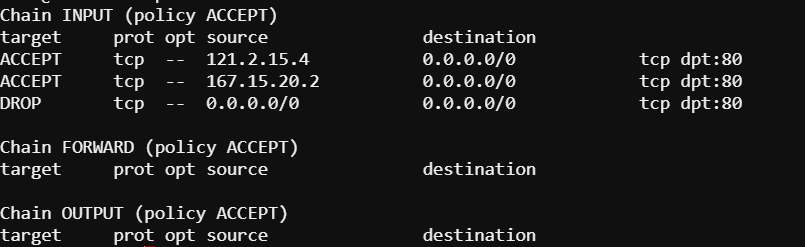 Chain INPUT (policy ACCEPT)
target     prot opt source               destination
ACCEPT     tcp  --  121.2.15.4           0.0.0.0/0            tcp dpt:80
ACCEPT     tcp  --  167.15.20.2          0.0.0.0/0            tcp dpt:80
DROP       tcp  --  0.0.0.0/0            0.0.0.0/0            tcp dpt:80

Chain FORWARD (policy ACCEPT)
target     prot opt source               destination

Chain OUTPUT (policy ACCEPT)
target     prot opt source               destination